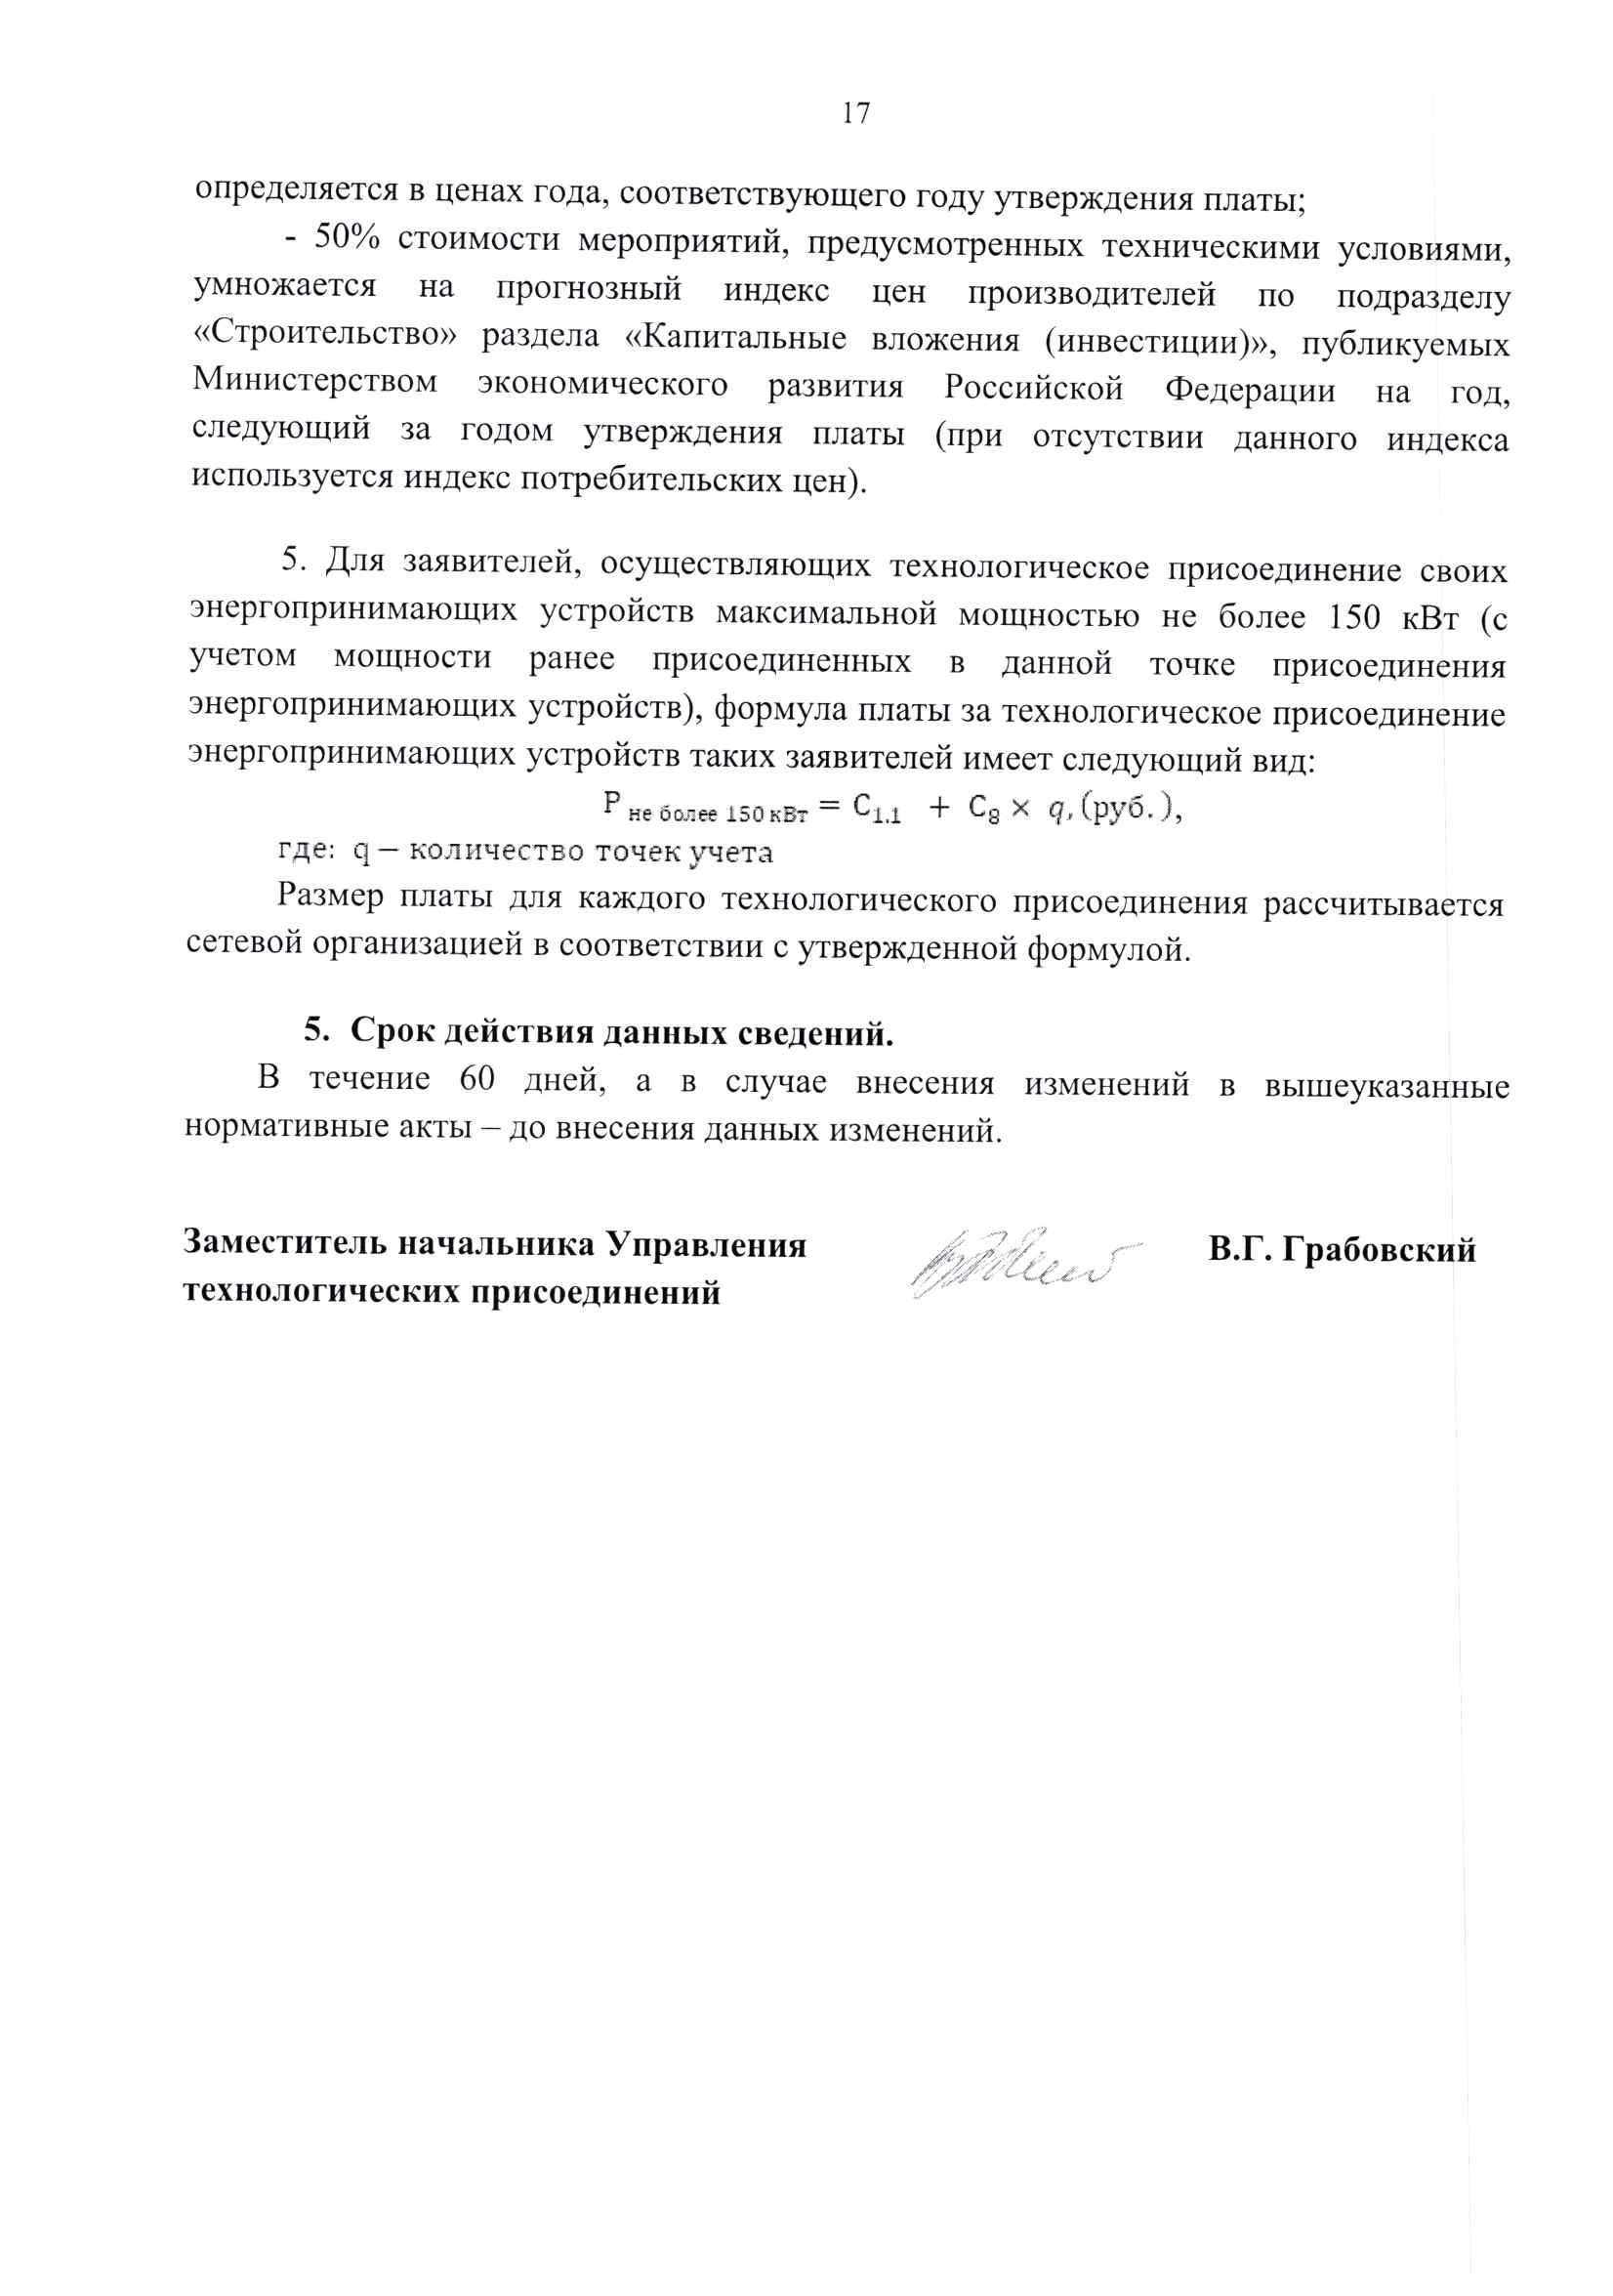 17
определяется в ценах года, соответствующего году утверждения платы;
- 50% стоимости мероприятий, предусмотренных техническими условиями,
умножается на прогнозный индекс цен производителей по подразделу
«Строительство» раздела «Капитальные вложения (инвестиции)», публикуемых
Министерством экономического развития Российской Федерации на год,
следующий за годом утверждения платы (при отсутствии данного индекса
используется индекс потребительских цен).
5. Для заявителей, осуществляющих технологическое присоединение своих
энергопринимающих устройств максимальной мощностью не более 150 кВт (с
учетом мощности ранее присоединенных в данной точке присоединения
энергопринимающих устройств), формула платы за технологическое присоединение
энергопринимающих устройств таких заявителей имеет следующий вид:
P не более 150 кВт = C1.1 + C8 × q, (руб. ),
где: q – количество точек учета
Размер платы для каждого технологического присоединения рассчитывается
сетевой организацией в соответствии с утвержденной формулой.
5. Срок действия данных сведений.
В течение 60 дней, а в случае внесения изменений в вышеуказанные
нормативные акты – до внесения данных изменений.
Заместитель начальника Управления В.Г. Грабовский
технологических присоединений